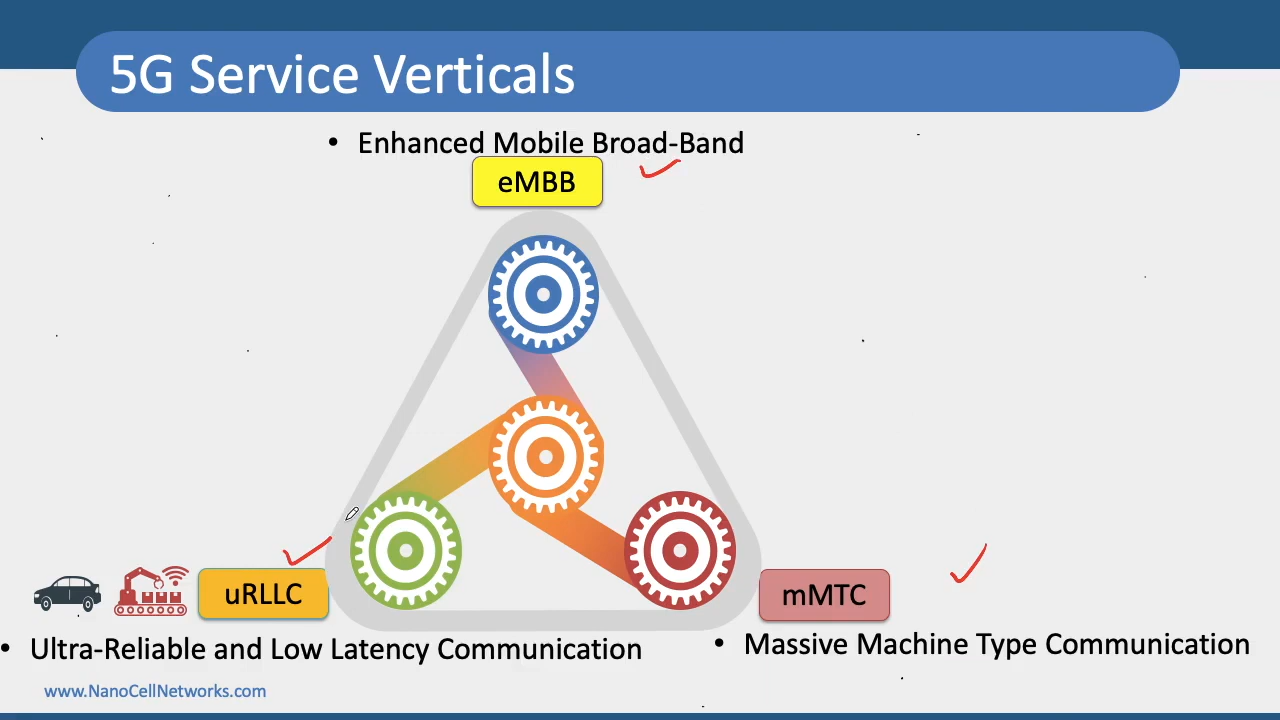 5G Service Verticals
• Enhanced Mobile Broad-Band
eMBB
uRLLC
mMTC
• Ultra-Reliable and Low Latency Communication
• Massive Machine Type Communication
www.NanoCellNetworks.com